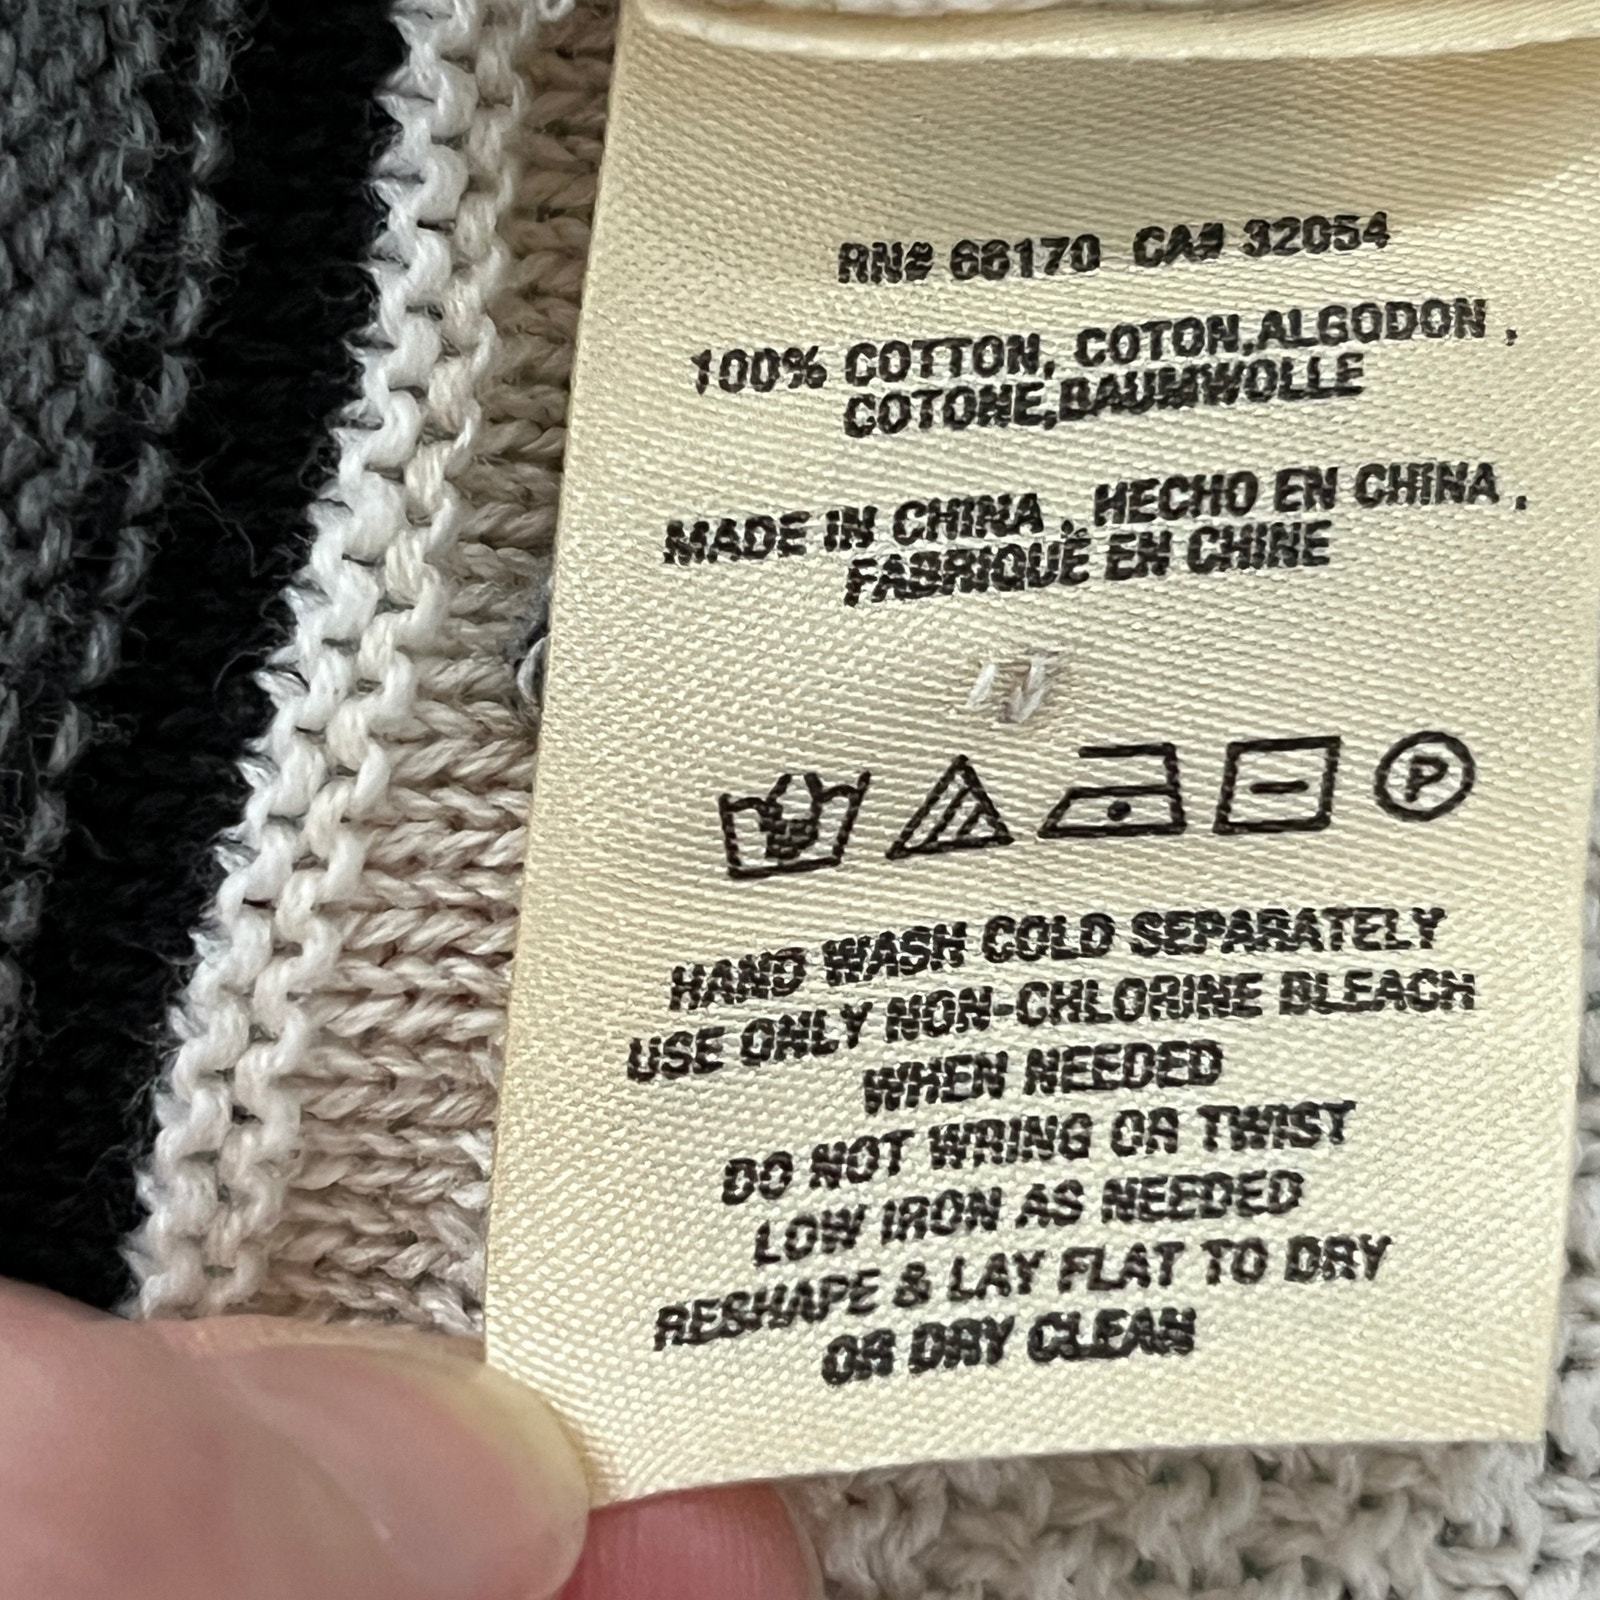 RN# 66170 CA# 32054
100% COTTON, COTON,ALGODON ,
COTONE,BAUMWOLLE
MADE IN CHINA , HECHO EN CHINA ,
FABRIQUÉ EN CHINE
P
HAND WASH COLD SEPARATELY
USE ONLY NON-CHLORINE BLEACH
WHEN NEEDED
DO NOT WRING OR TWIST
LOW IRON AS NEEDED
RESHAPE & LAY FLAT TO DRY
OR DRY CLEAN